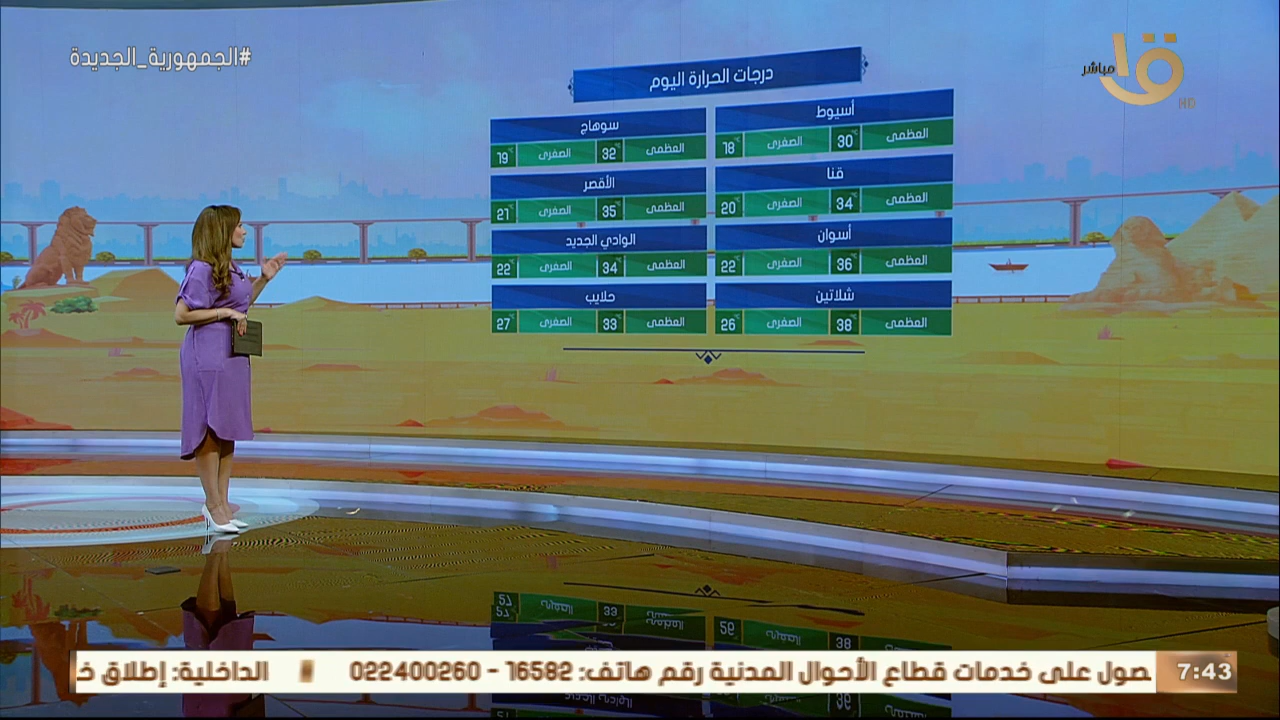 #الجمهورية_الجديدة
مباشر
HD
درجات الحرارة اليوم
أسيوط
العظمى 30°C الصغرى 18°C
سوهاج
العظمى 32°C الصغرى 19°C
قنا
العظمى 34°C الصغرى 20°C
الأقصر
العظمى 35°C الصغرى 21°C
أسوان
العظمى 36°C الصغرى 22°C
الوادي الجديد
العظمى 34°C الصغرى 22°C
شلاتين
العظمى 38°C الصغرى 26°C
حلايب
العظمى 33°C الصغرى 27°C
7:43
صول على خدمات قطاع الأحوال المدنية رقم هاتف: 16582 - 022400260 الداخلية: إطلاق خ